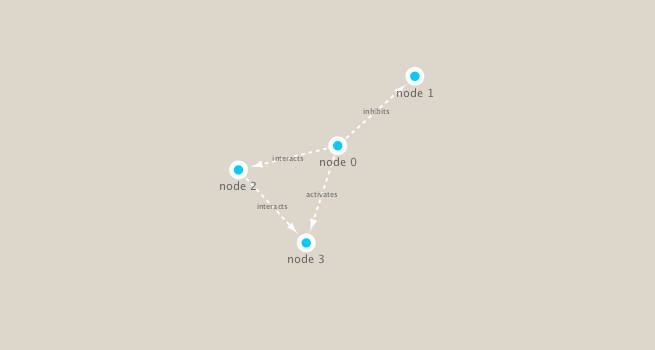 node 1
inhibits
node 0
interacts
node 2
activates
interacts
node 3